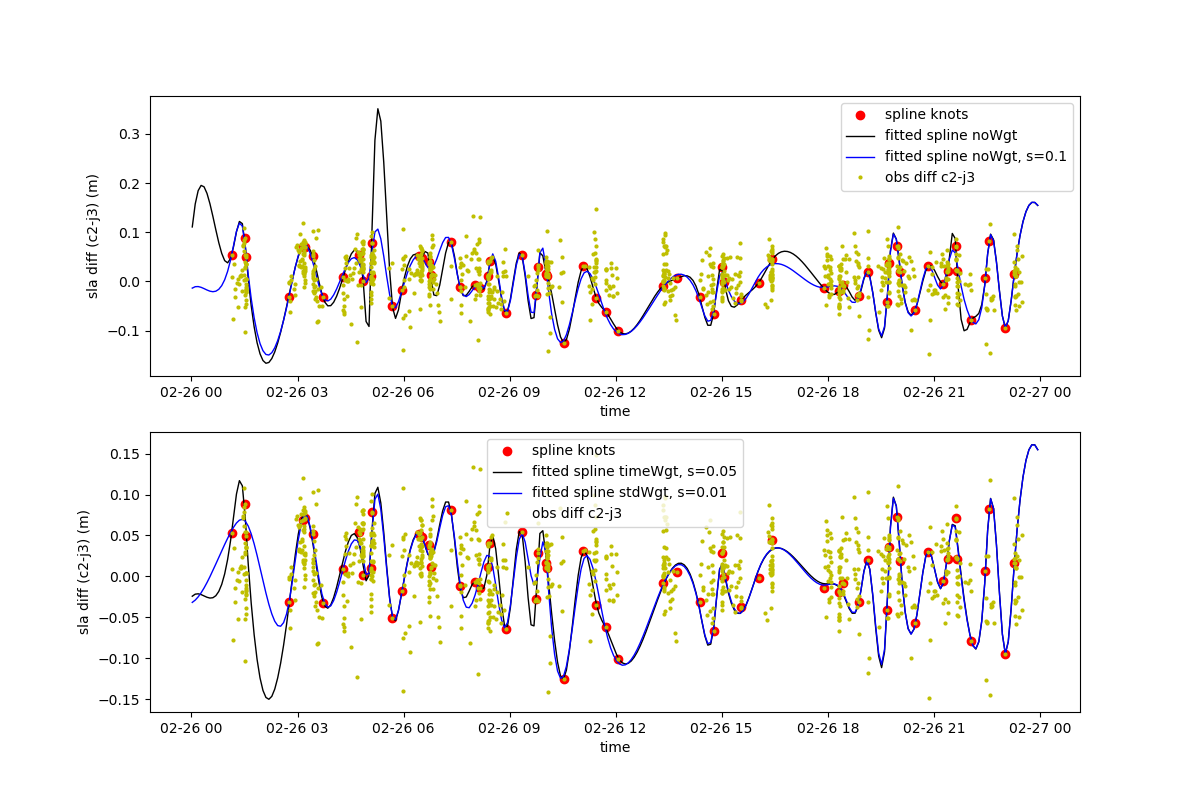 spline knots
fitted spline noWgt
fitted spline noWgt, s=0.1
obs diff c2-j3
0.3
0.2
0.1
0.0
−0.1
sla diff (c2-j3) (m)
02-26 00 02-26 03 02-26 06 02-26 09 02-26 12 02-26 15 02-26 18 02-26 21 02-27 00
time
spline knots
fitted spline timeWgt, s=0.05
fitted spline stdWgt, s=0.01
obs diff c2-j3
0.15
0.10
0.05
0.00
−0.05
−0.10
−0.15
sla diff (c2-j3) (m)
02-26 00 02-26 03 02-26 06 02-26 09 02-26 12 02-26 15 02-26 18 02-26 21 02-27 00
time